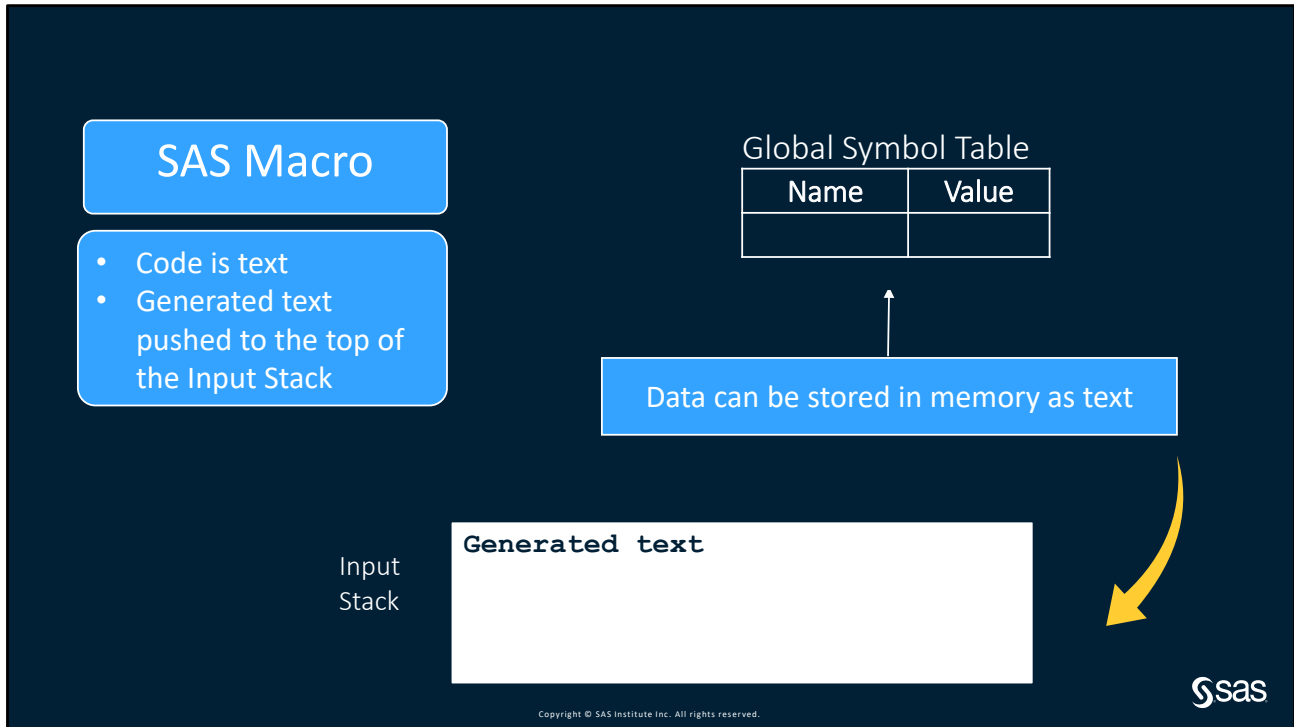 SAS Macro
• Code is text
• Generated text
pushed to the top of
the Input Stack
Global Symbol Table
Name Value
Data can be stored in memory as text
Input
Stack
Generated text
Copyright © SAS Institute Inc. All rights reserved.
sas